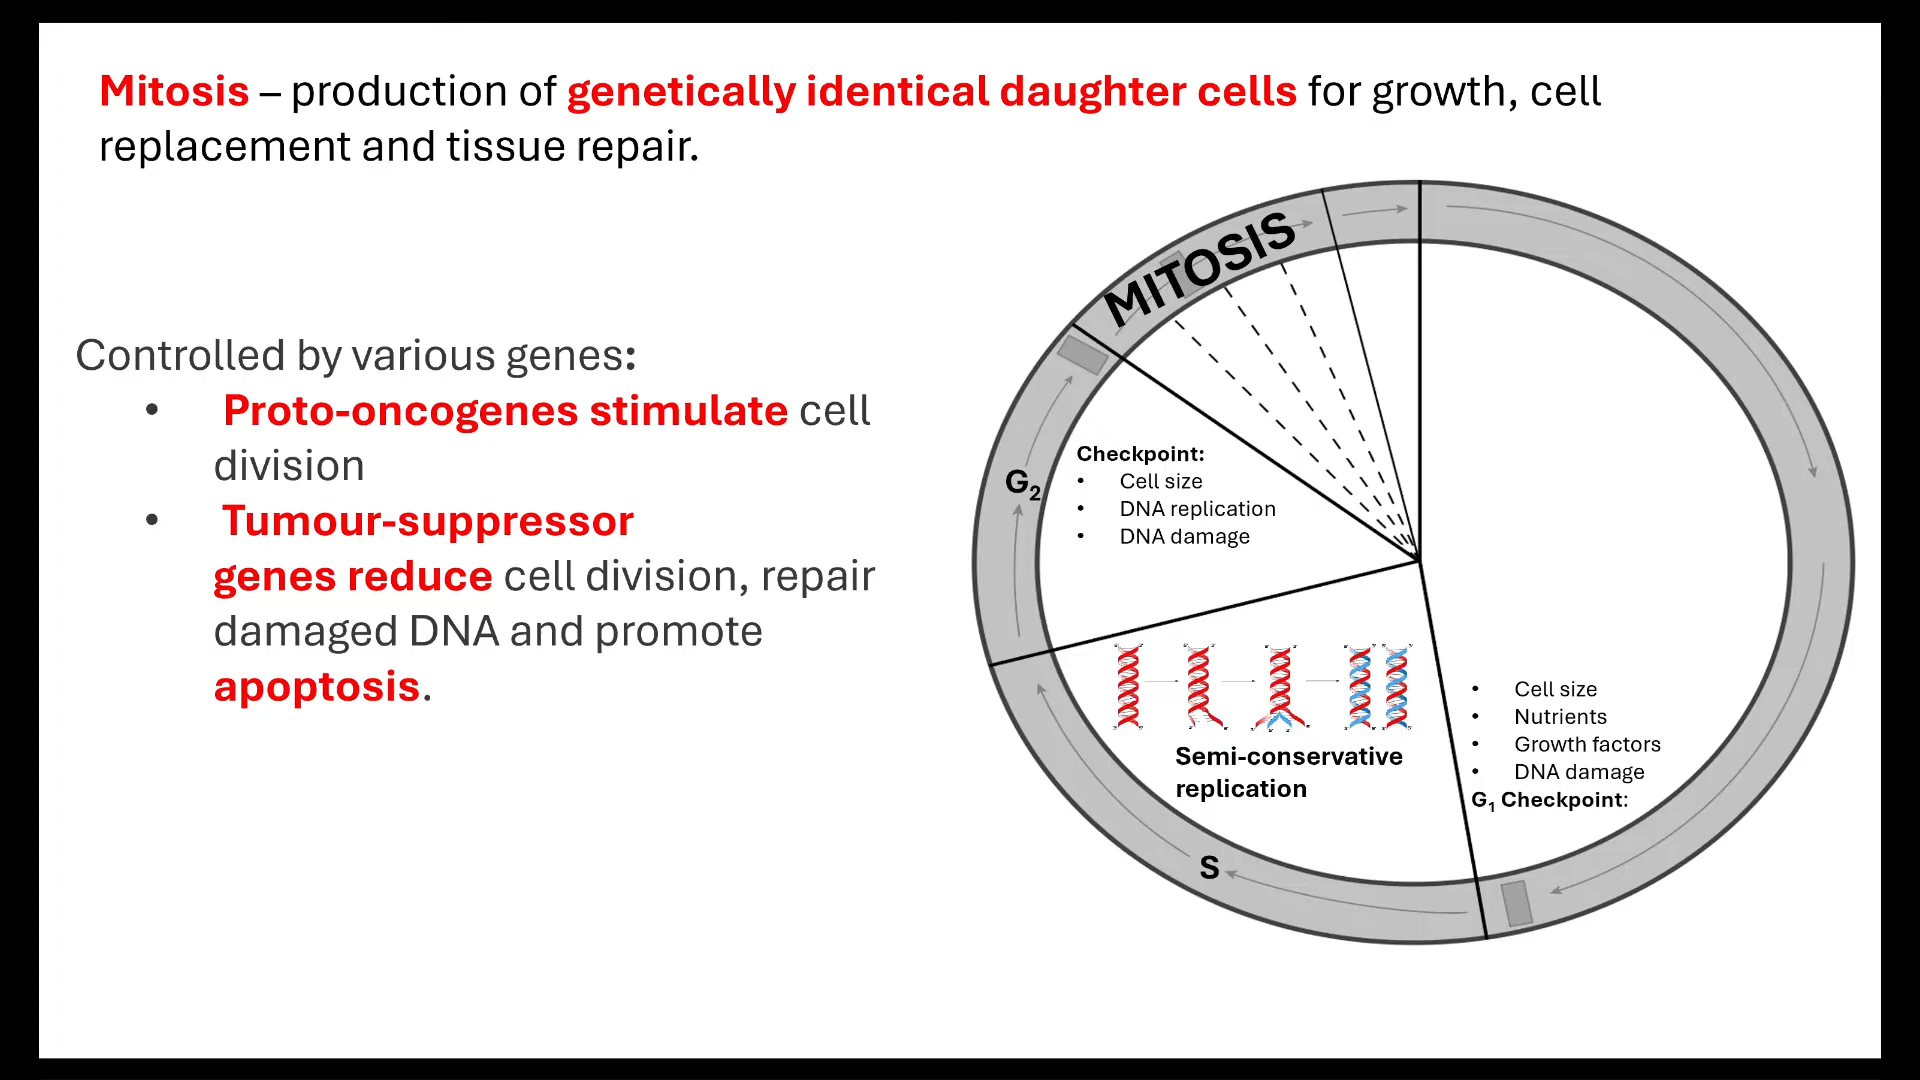 Mitosis – production of genetically identical daughter cells for growth, cell
replacement and tissue repair.
Controlled by various genes:
• Proto-oncogenes stimulate cell
division
• Tumour-suppressor
genes reduce cell division, repair
damaged DNA and promote
apoptosis.
MITOSIS
G₂
Checkpoint:
• Cell size
• DNA replication
• DNA damage
Semi-conservative
replication
S
• Cell size
• Nutrients
• Growth factors
• DNA damage
G₁ Checkpoint: